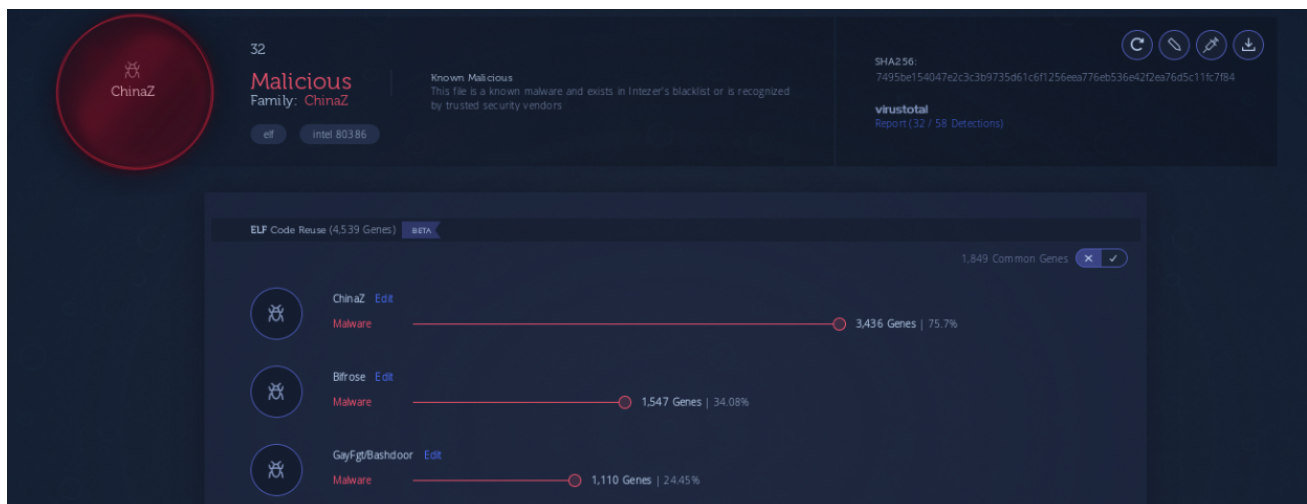 ChinaZ
32
Malicious
Family: ChinaZ
elf
intel 80386
Known Malicious
This file is a known malware and exists in Intezer's blacklist or is recognized
by trusted security vendors
SHA256:
7495be154047e2c3c3b9735d61c6f1256eea776eb536e42f2ea76d5c11fc7f84
virustotal
Report (32 / 58 Detections)
ELF Code Reuse (4,539 Genes) BETA
1,849 Common Genes
ChinaZ Edit
Malware 3,436 Genes | 75.7%
Bifrose Edit
Malware 1,547 Genes | 34.08%
GayFgt/Bashdoor Edit
Malware 1,110 Genes | 24.45%